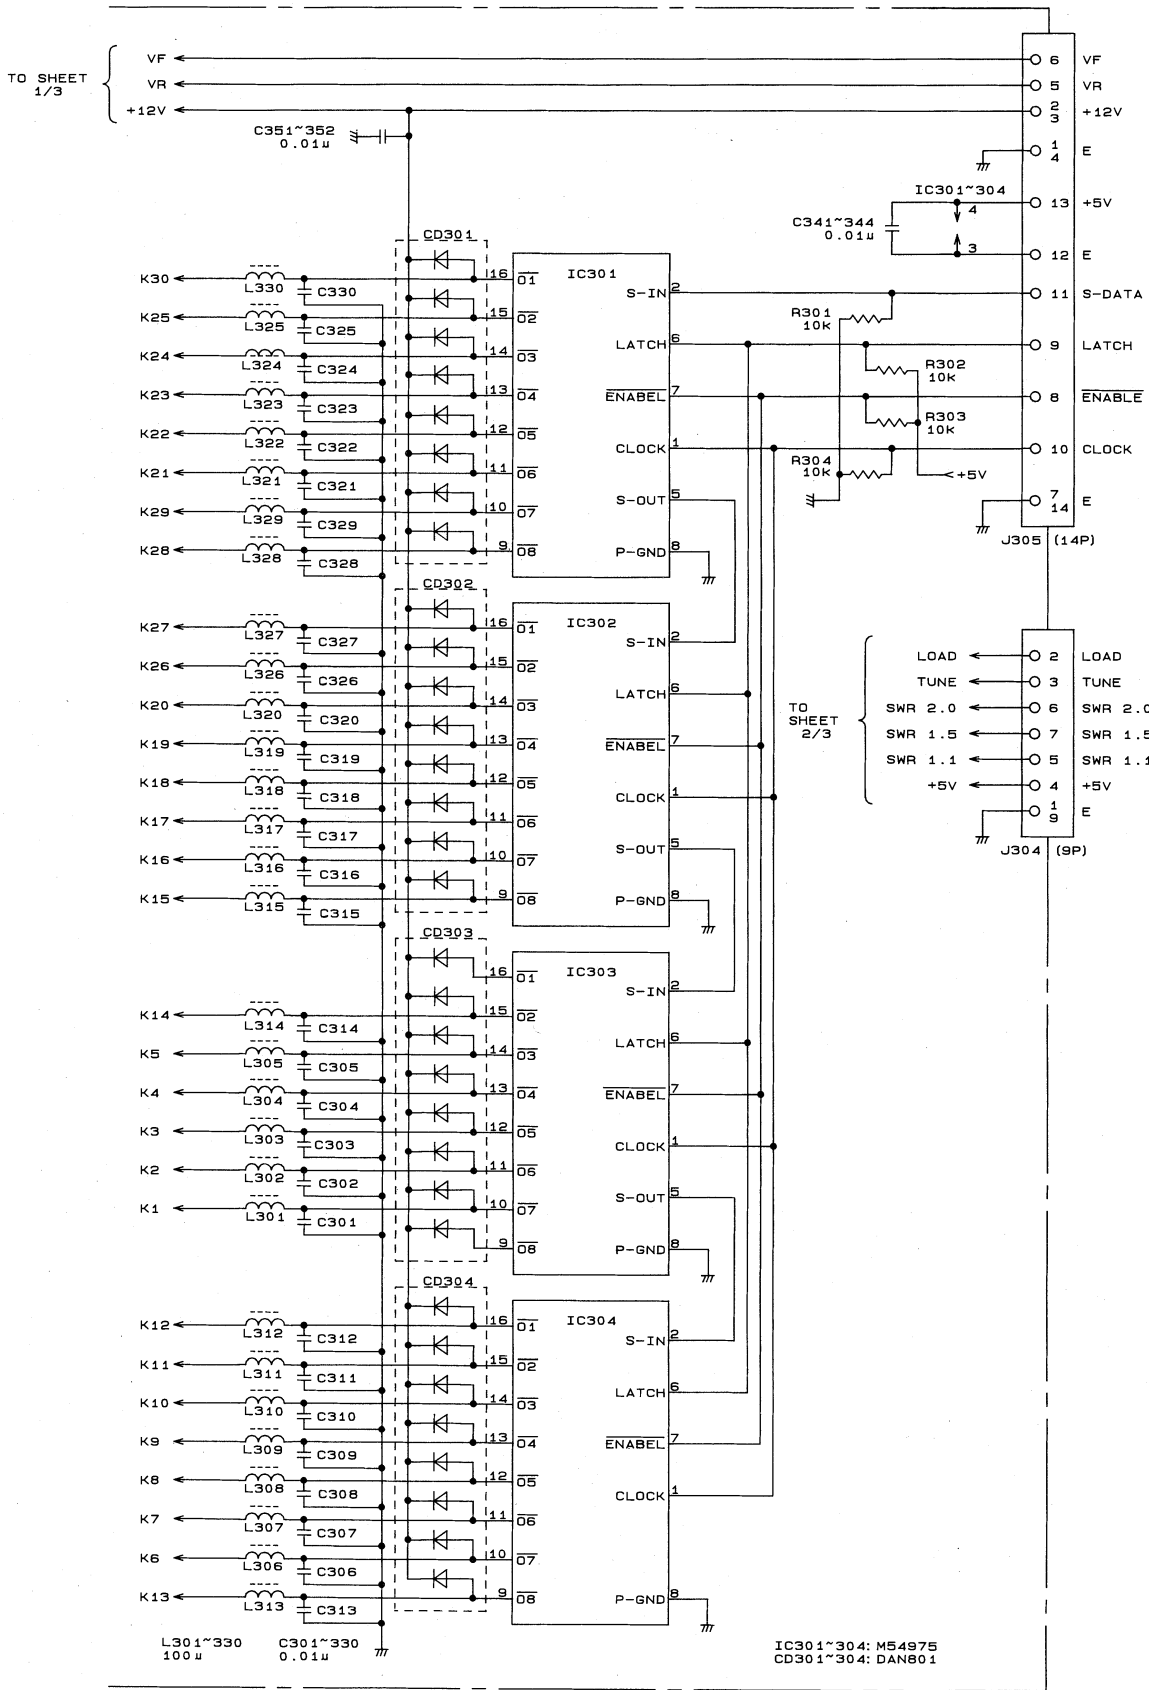 TO SHEET
1/3
VF
VR
+12V
C351~352
0.01µ
6 VF
5 VR
2
3 +12V
1
4 E
IC301~304
13 +5V
4
C341~344
0.01µ
3
12 E
CD301
IC301
K30 L330 C330 16 O1
K25 L325 C325 15 O2
K24 L324 C324 14 O3
K23 L323 C323 13 O4
K22 L322 C322 12 O5
K21 L321 C321 11 O6
K29 L329 C329 10 O7
K28 L328 C328 9 O8
S-IN 2
LATCH 6
ENABEL 7
CLOCK 1
S-OUT 5
P-GND 8
R301
10k
R302
10k
R303
10k
R304
10k
+5V
11 S-DATA
9 LATCH
8 ENABLE
10 CLOCK
7
14 E
J305 (14P)
CD302
IC302
K27 L327 C327 16 O1
K26 L326 C326 15 O2
K20 L320 C320 14 O3
K19 L319 C319 13 O4
K18 L318 C318 12 O5
K17 L317 C317 11 O6
K16 L316 C316 10 O7
K15 L315 C315 9 O8
S-IN 2
LATCH 6
ENABEL 7
CLOCK 1
S-OUT 5
P-GND 8
TO
SHEET
2/3
LOAD 2 LOAD
TUNE 3 TUNE
SWR 2.0 6 SWR 2.0
SWR 1.5 7 SWR 1.5
SWR 1.1 5 SWR 1.1
+5V 4 +5V
1
9 E
J304 (9P)
CD303
IC303
16 O1
K14 L314 C314 15 O2
K5 L305 C305 14 O3
K4 L304 C304 13 O4
K3 L303 C303 12 O5
K2 L302 C302 11 O6
K1 L301 C301 10 O7
9 O8
S-IN 2
LATCH 6
ENABEL 7
CLOCK 1
S-OUT 5
P-GND 8
CD304
IC304
K12 L312 C312 16 O1
K11 L311 C311 15 O2
K10 L310 C310 14 O3
K9 L309 C309 13 O4
K8 L308 C308 12 O5
K7 L307 C307 11 O6
K6 L306 C306 10 O7
K13 L313 C313 9 O8
S-IN 2
LATCH 6
ENABEL 7
CLOCK 1
P-GND 8
L301~330
100µ
C301~330
0.01µ
IC301~304: M54975
CD301~304: DAN801